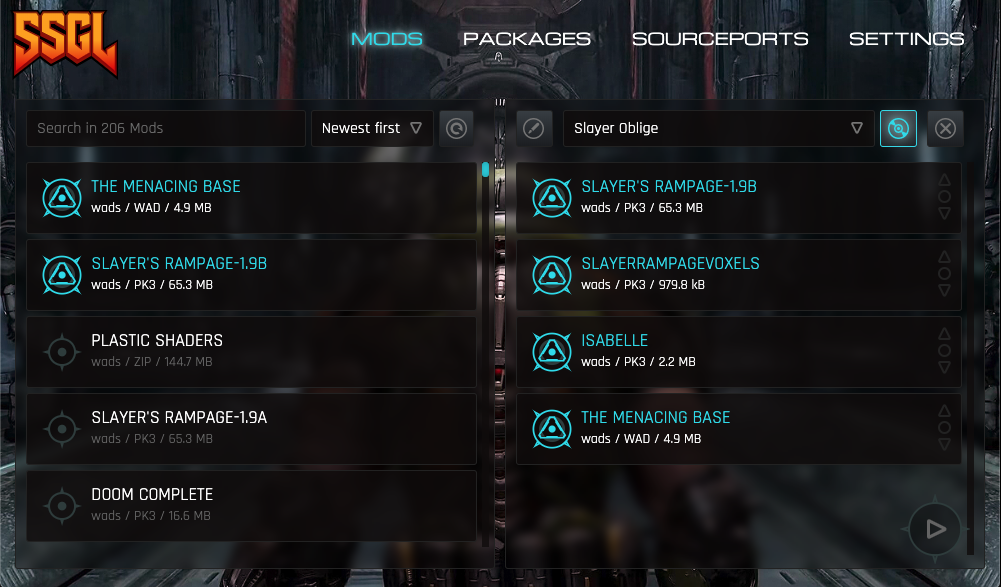 SSGL
MODS PACKAGES SOURCEPORTS SETTINGS
Search in 206 Mods
Newest first
Slayer Oblige
THE MENACING BASE
wads / WAD / 4.9 MB
SLAYER'S RAMPAGE-1.9B
wads / PK3 / 65.3 MB
PLASTIC SHADERS
wads / ZIP / 144.7 MB
SLAYER'S RAMPAGE-1.9A
wads / PK3 / 65.3 MB
DOOM COMPLETE
wads / PK3 / 16.6 MB
SLAYER'S RAMPAGE-1.9B
wads / PK3 / 65.3 MB
SLAYERRAMPAGEVOXELS
wads / PK3 / 979.8 kB
ISABELLE
wads / PK3 / 2.2 MB
THE MENACING BASE
wads / WAD / 4.9 MB